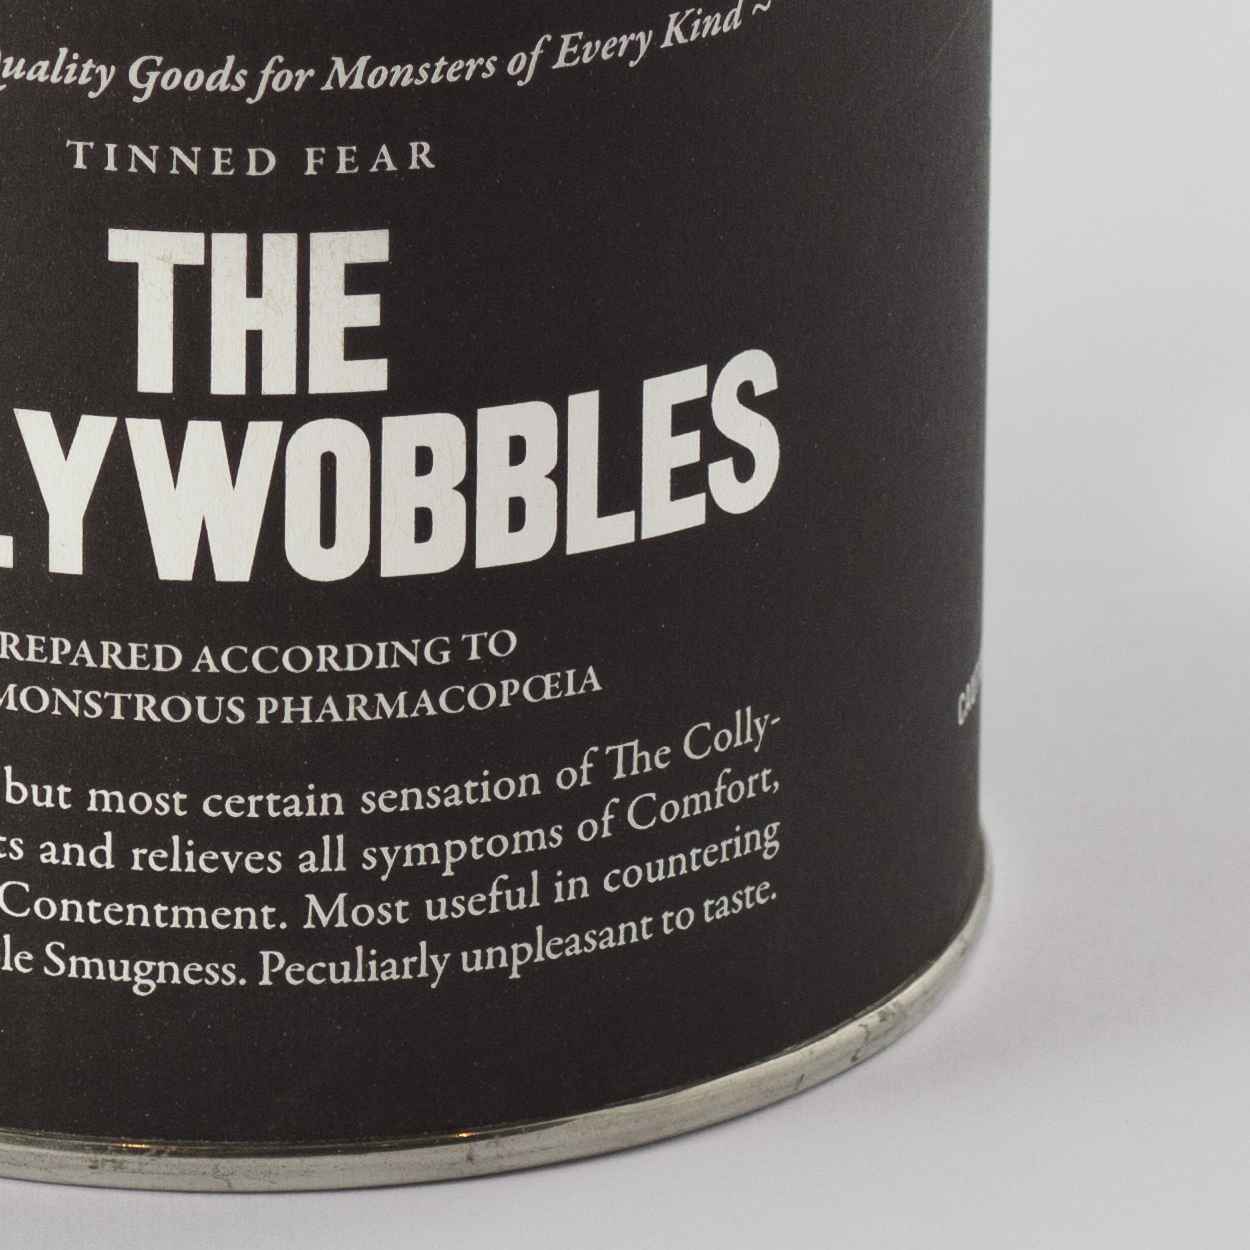 Goods for Monsters of Every Kind ~
TINNED FEAR
THE
LYWOBBLES
REPARED ACCORDING TO
MONSTROUS PHARMACOPŒIA
but most certain sensation of The Colly-
ts and relieves all symptoms of Comfort,
Contentment. Most useful in countering
le Smugness. Peculiarly unpleasant to taste.